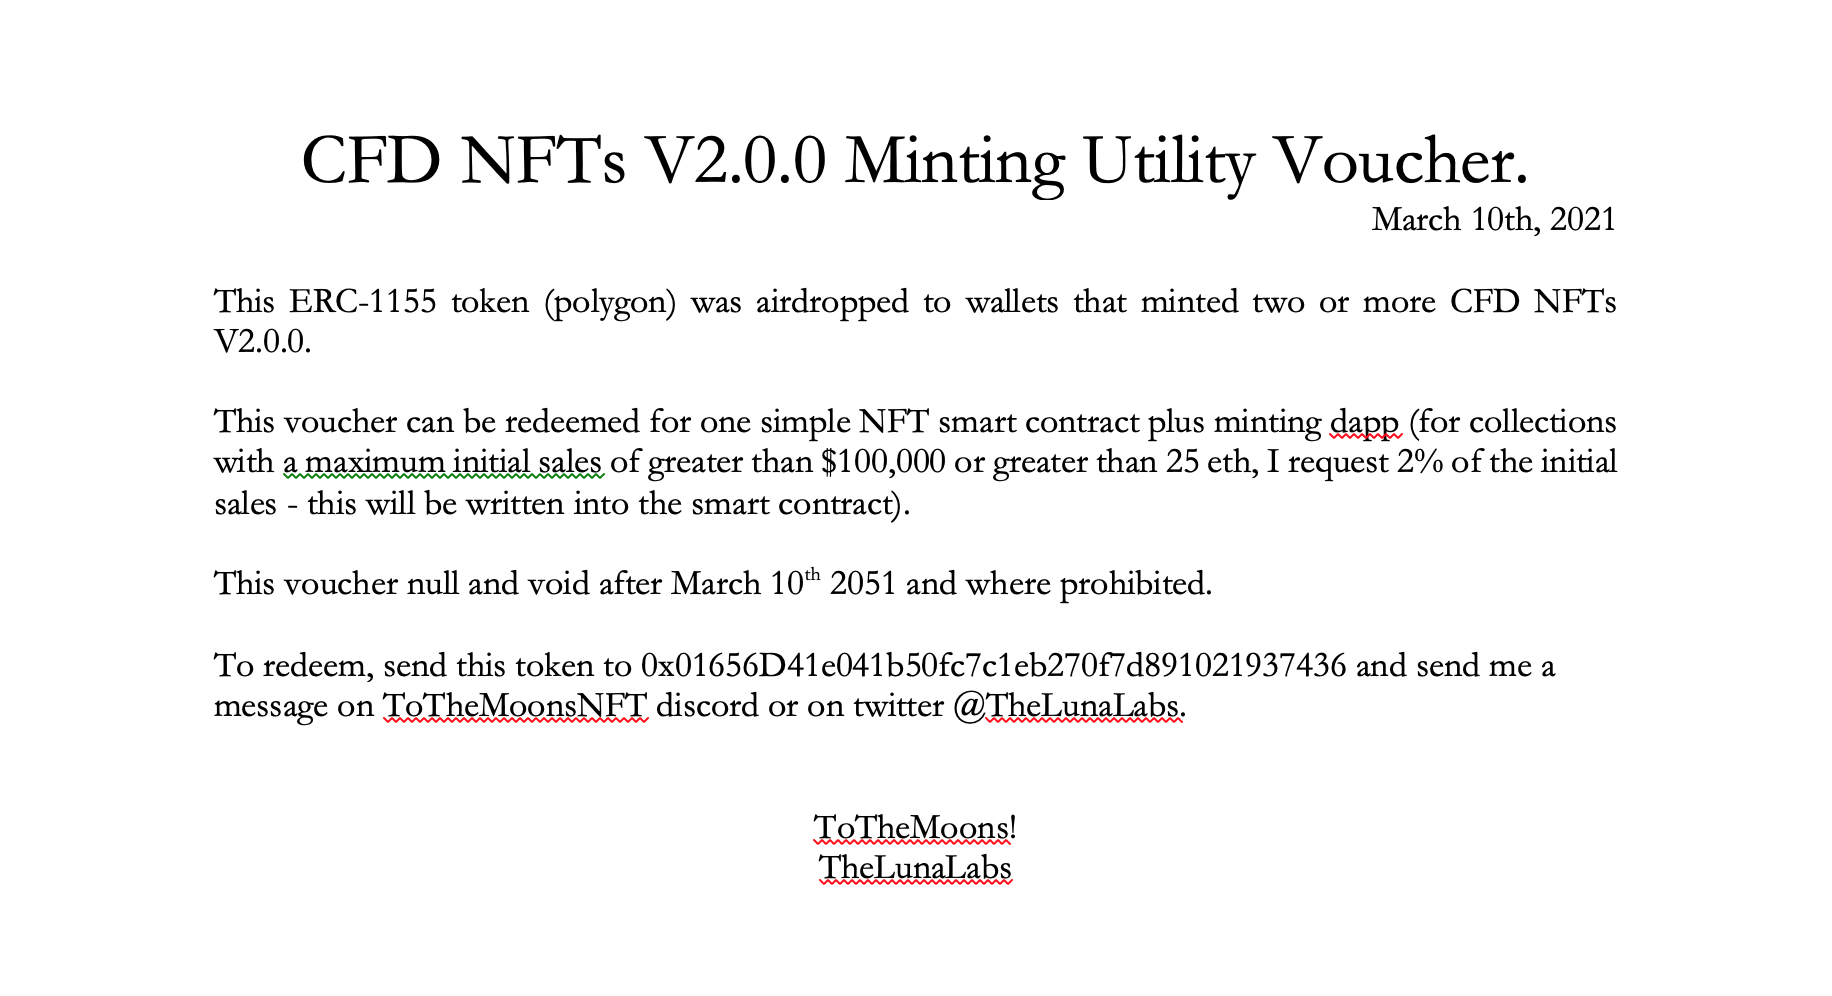 CFD NFTs V2.0.0 Minting Utility Voucher.
March 10th, 2021
This ERC-1155 token (polygon) was airdropped to wallets that minted two or more CFD NFTs
V2.0.0.
This voucher can be redeemed for one simple NFT smart contract plus minting dapp (for collections
with a maximum initial sales of greater than $100,000 or greater than 25 eth, I request 2% of the initial
sales - this will be written into the smart contract).
This voucher null and void after March 10th 2051 and where prohibited.
To redeem, send this token to 0x01656D41e041b50fc7c1eb270f7d891021937436 and send me a
message on ToTheMoonsNFT discord or on twitter @TheLunaLabs.
ToTheMoons!
TheLunaLabs